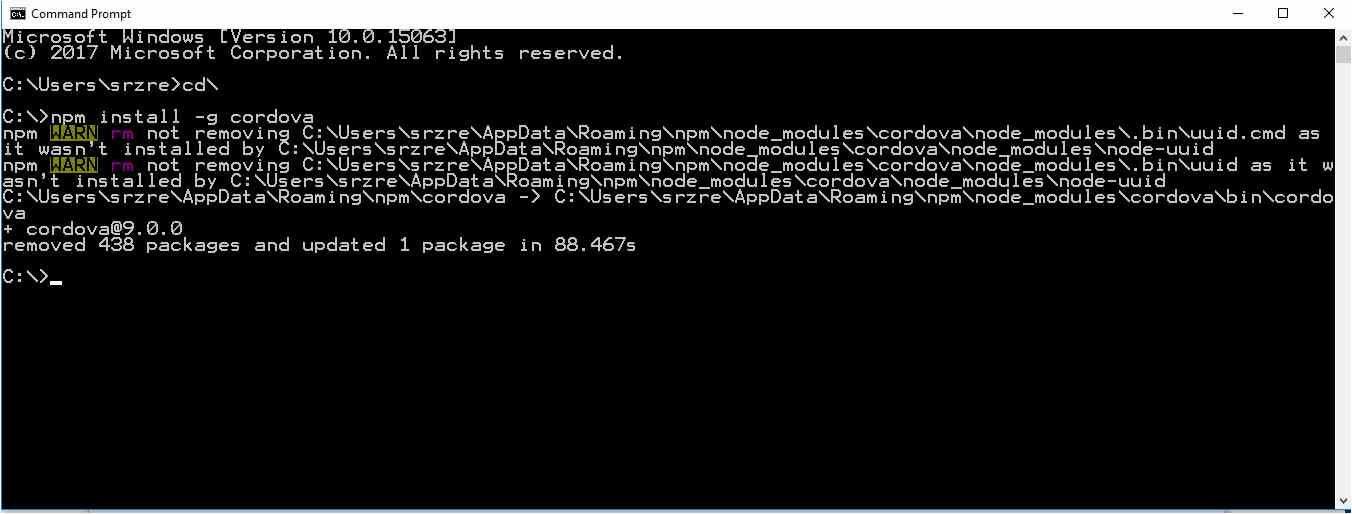 Command Prompt
Microsoft Windows [Version 10.0.15063]
(c) 2017 Microsoft Corporation. All rights reserved.
C:\Users\srzre>cd\
C:\>npm install -g cordova
npm WARN rm not removing C:\Users\srzre\AppData\Roaming\npm\node_modules\cordova\node_modules\.bin\uuid.cmd as
it wasn't installed by C:\Users\srzre\AppData\Roaming\npm\node_modules\cordova\node_modules\node-uuid
npm WARN rm not removing C:\Users\srzre\AppData\Roaming\npm\node_modules\cordova\node_modules\.bin\uuid as it w
asn't installed by C:\Users\srzre\AppData\Roaming\npm\node_modules\cordova\node_modules\node-uuid
C:\Users\srzre\AppData\Roaming\npm\cordova -> C:\Users\srzre\AppData\Roaming\npm\node_modules\cordova\bin\cordo
va
+ cordova@9.0.0
removed 438 packages and updated 1 package in 88.467s
C:\>